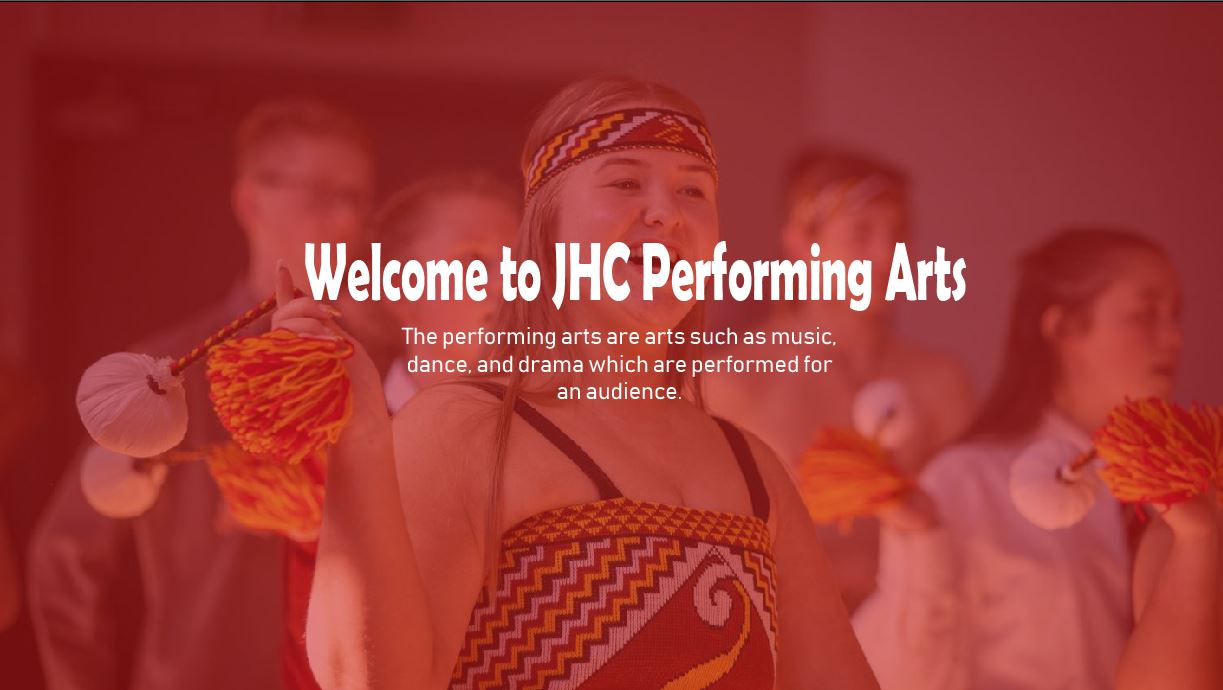 Welcome to JHC Performing Arts
The performing arts are arts such as music,
dance, and drama which are performed for
an audience.